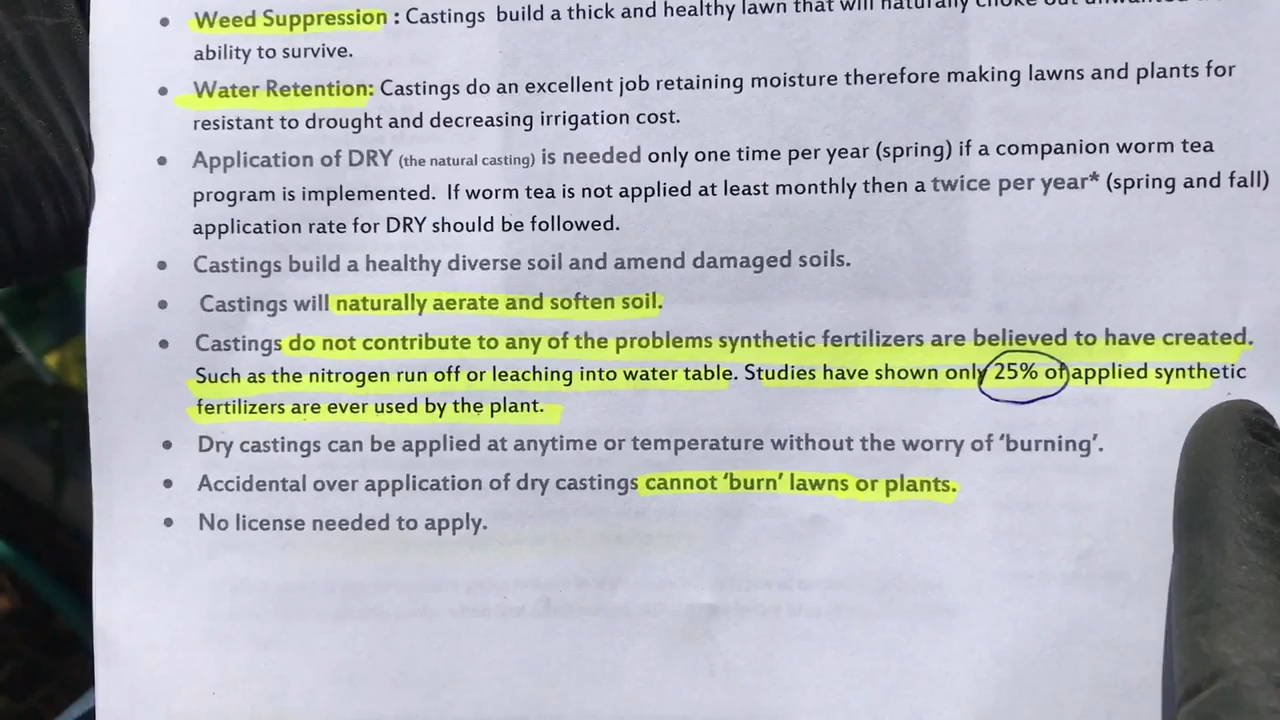 Weed Suppression : Castings build a thick and healthy lawn that will naturally choke out
ability to survive.
Water Retention: Castings do an excellent job retaining moisture therefore making lawns and plants for
resistant to drought and decreasing irrigation cost.
Application of DRY (the natural casting) is needed only one time per year (spring) if a companion worm tea
program is implemented. If worm tea is not applied at least monthly then a twice per year* (spring and fall)
application rate for DRY should be followed.
Castings build a healthy diverse soil and amend damaged soils.
Castings will naturally aerate and soften soil.
Castings do not contribute to any of the problems synthetic fertilizers are believed to have created.
Such as the nitrogen run off or leaching into water table. Studies have shown only 25% of applied synthetic
fertilizers are ever used by the plant.
Dry castings can be applied at anytime or temperature without the worry of ‘burning’.
Accidental over application of dry castings cannot ‘burn’ lawns or plants.
No license needed to apply.